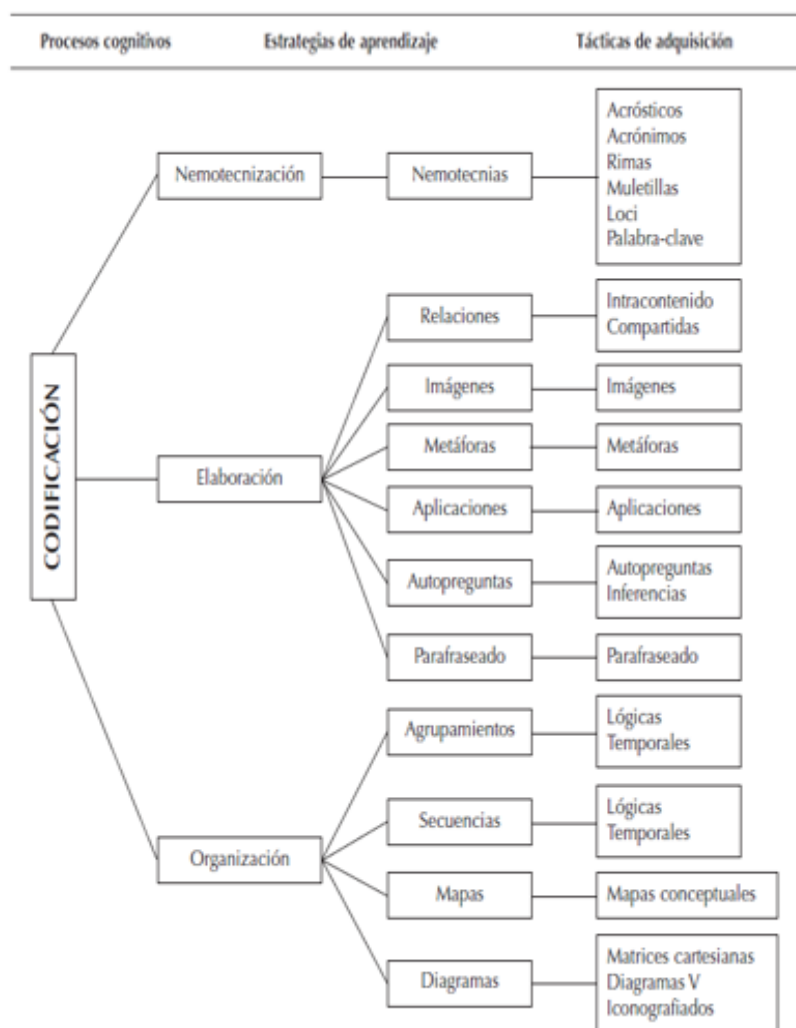 Procesos cognitivos Estrategias de aprendizaje Tácticas de adquisición
CODIFICACIÓN
Nemotecnización
Nemotecnias
Acrósticos
Acrónimos
Rimas
Muletillas
Loci
Palabra-clave
Elaboración
Relaciones
Intracontenido
Compartidas
Imágenes
Imágenes
Metáforas
Metáforas
Aplicaciones
Aplicaciones
Autopreguntas
Autopreguntas
Inferencias
Parafraseado
Parafraseado
Organización
Agrupamientos
Lógicas
Temporales
Secuencias
Lógicas
Temporales
Mapas
Mapas conceptuales
Diagramas
Matrices cartesianas
Diagramas V
Iconografiados